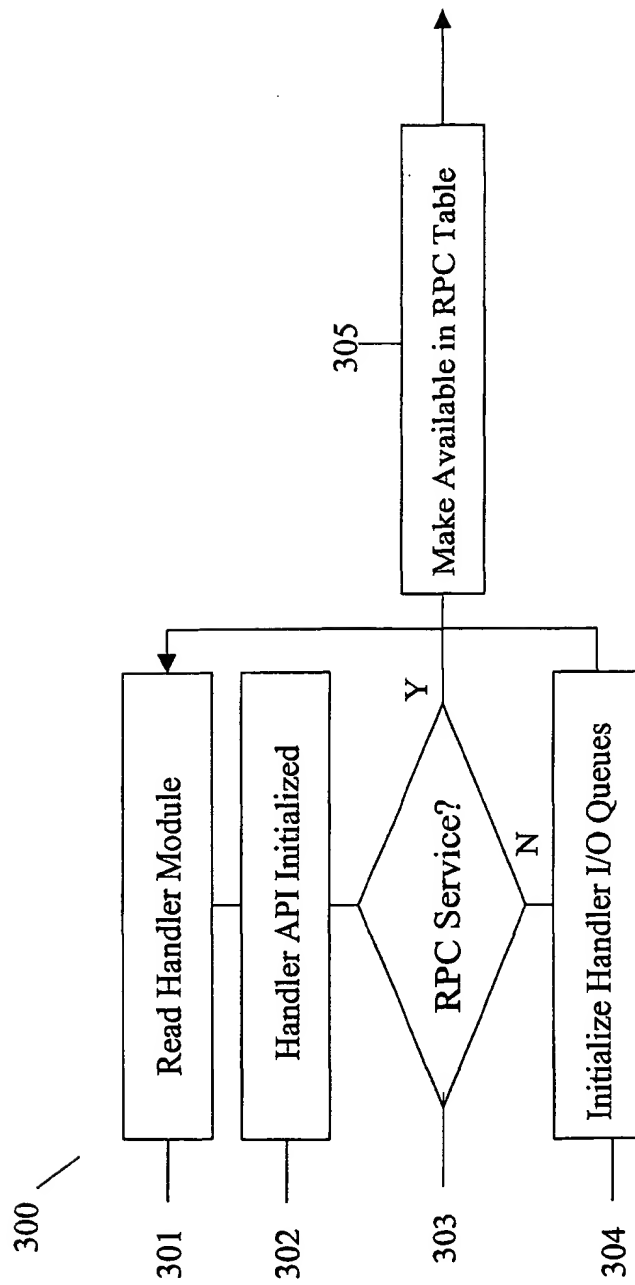 300
301
Read Handler Module
302
Handler API Initialized
303
RPC Service?
Y
N
304
Initialize Handler I/O Queues
305
Make Available in RPC Table